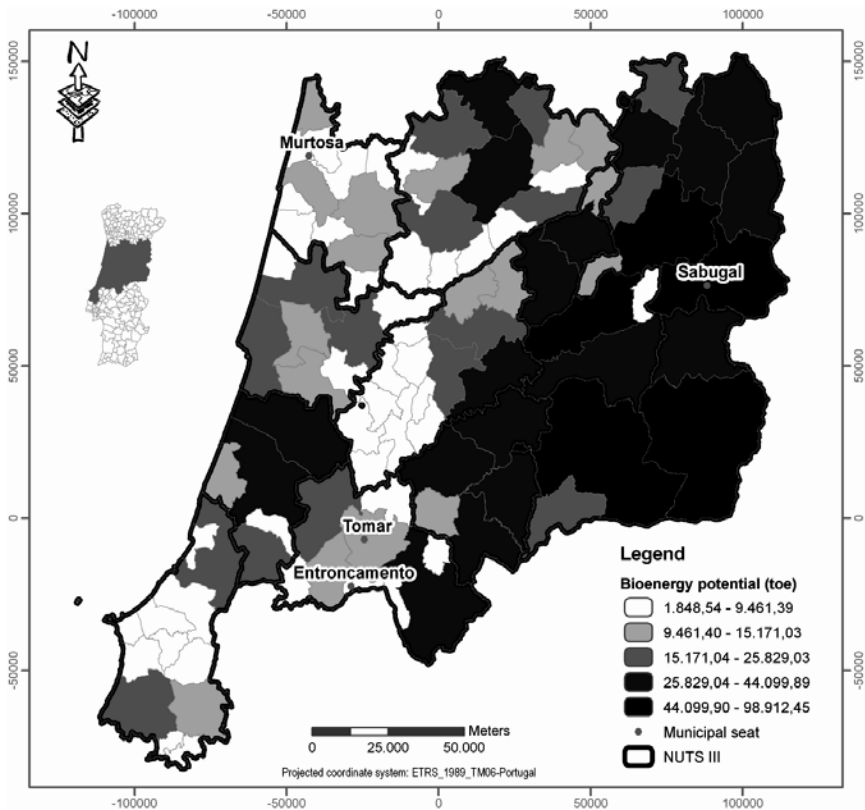 -100000 -50000 0 50000 100000
150000 150000
N
Murtosa
100000 100000
Sabugal
50000 50000
0 0
Tomar
Entroncamento
-50000 -50000
Legend
Bioenergy potential (toe)
1.848,54 - 9.461,39
9.461,40 - 15.171,03
15.171,04 - 25.829,03
25.829,04 - 44.099,89
44.099,90 - 98.912,45
Municipal seat
NUTS III
Meters
0 25.000 50.000
Projected coordinate system: ETRS_1989_TM06-Portugal
-100000 -50000 0 50000 100000